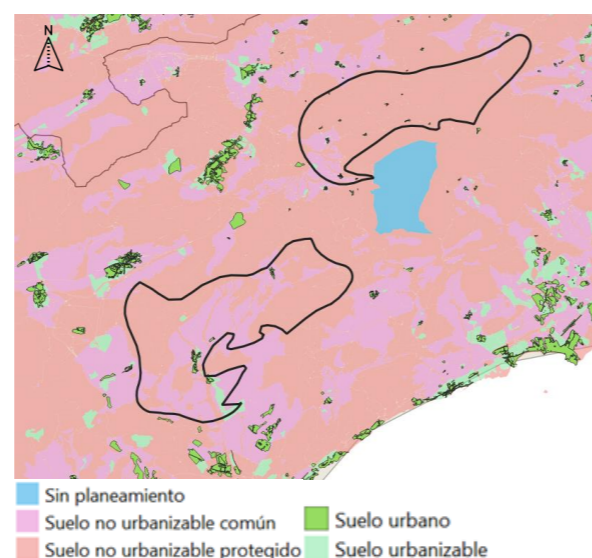 N
Sin planeamiento
Suelo no urbanizable común
Suelo urbano
Suelo no urbanizable protegido
Suelo urbanizable